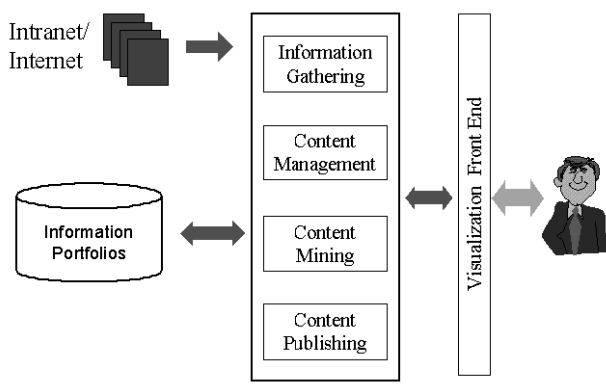 Intranet/
Internet
Information
Gathering
Content
Management
Content
Mining
Content
Publishing
Information
Portfolios
Visualization Front End